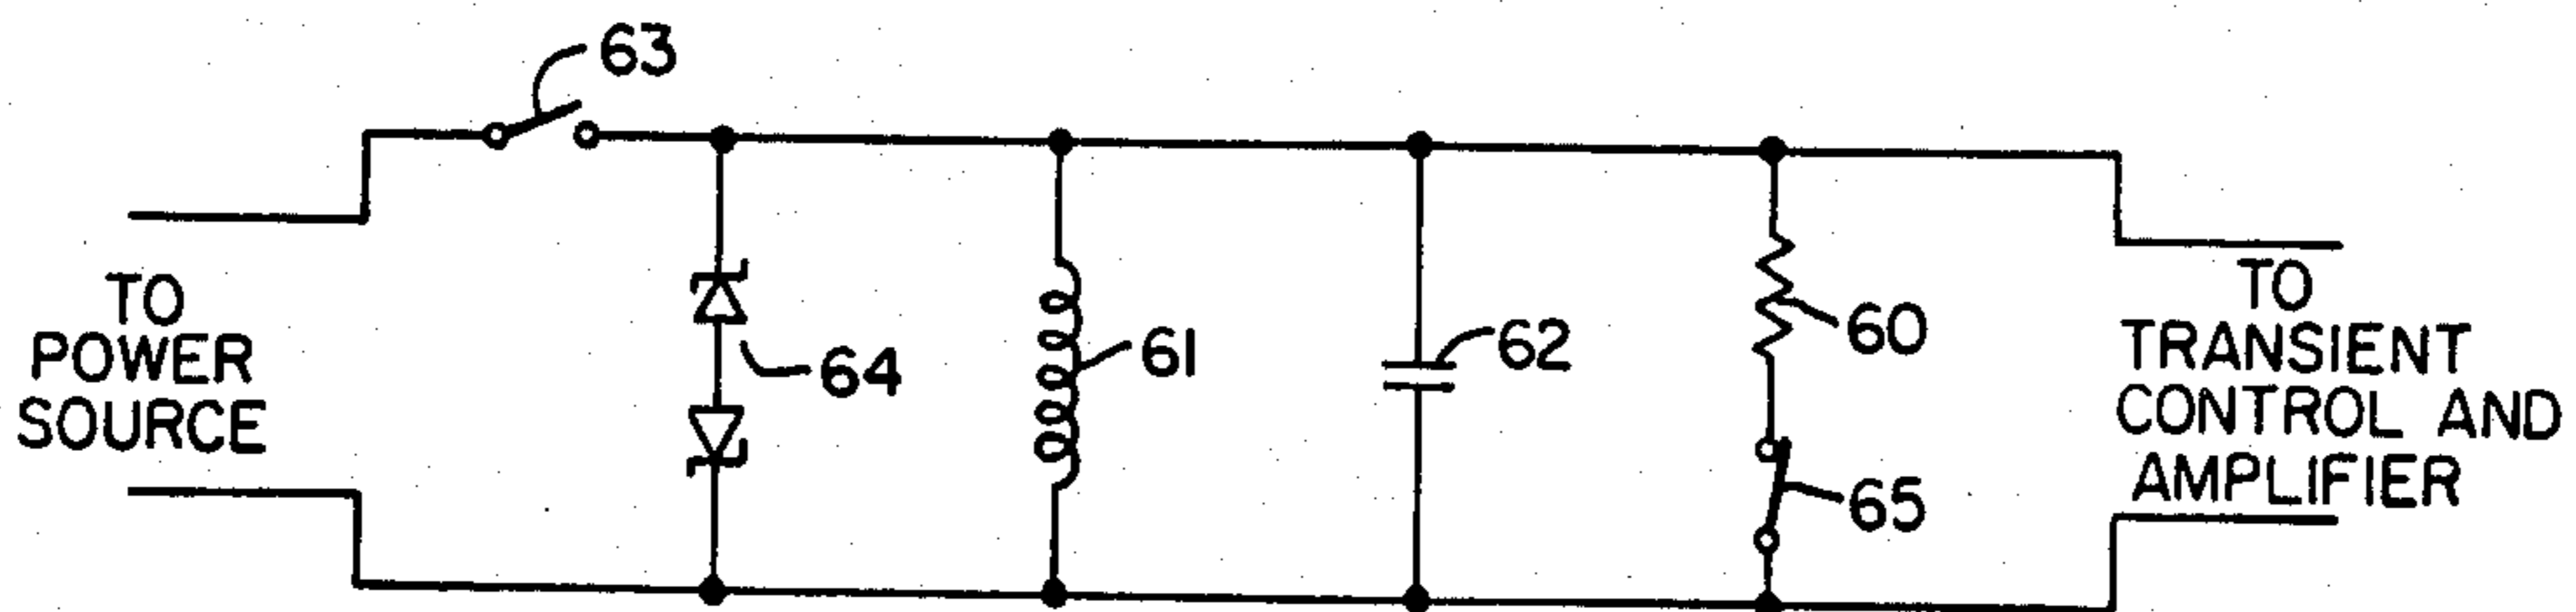 63
TO
POWER
SOURCE
64
61
62
60
65
TO
TRANSIENT
CONTROL AND
AMPLIFIER